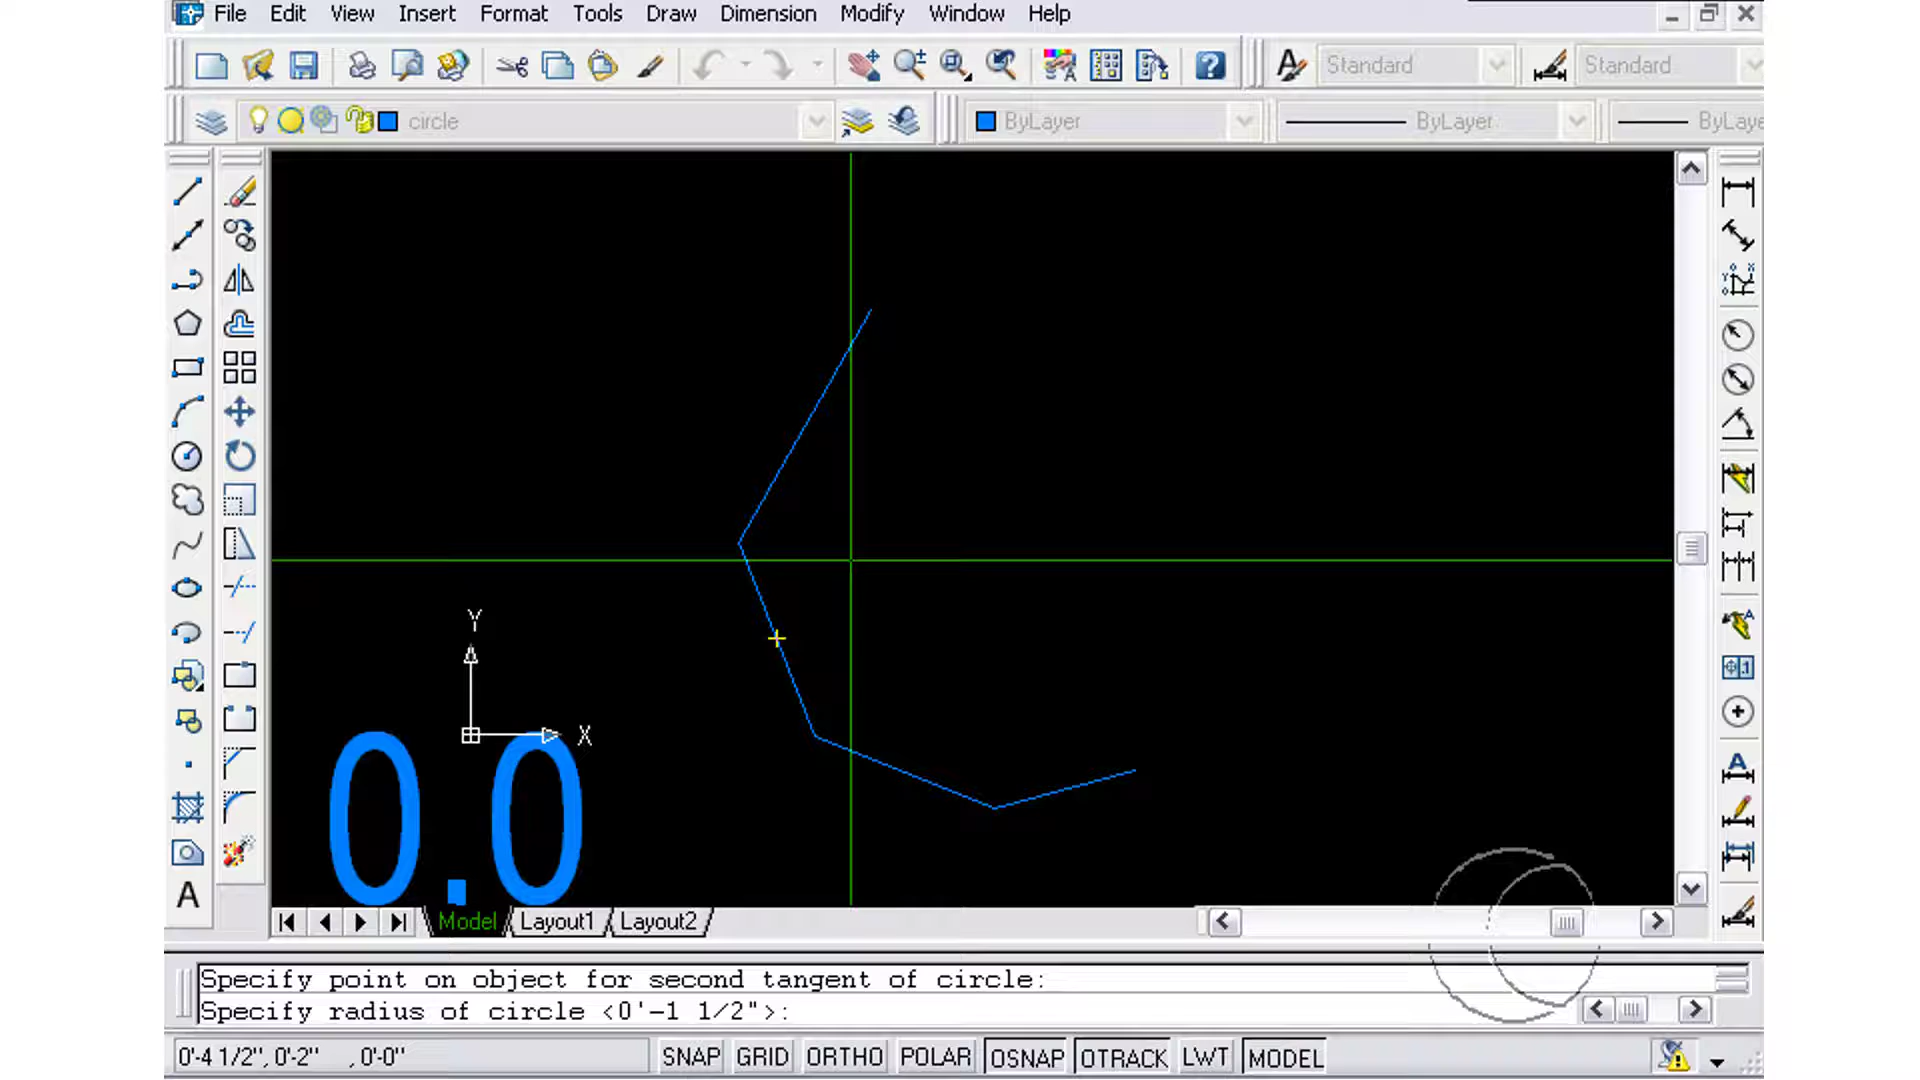 File Edit View Insert Format Tools Draw Dimension Modify Window Help
Standard Standard
circle ByLayer ByLayer ByLaye
Y
X
0.0
Model Layout1 Layout2
Specify point on object for second tangent of circle:
Specify radius of circle <0'-1 1/2">:
0'-4 1/2", 0'-2" , 0'-0" SNAP GRID ORTHO POLAR OSNAP OTRACK LWT MODEL